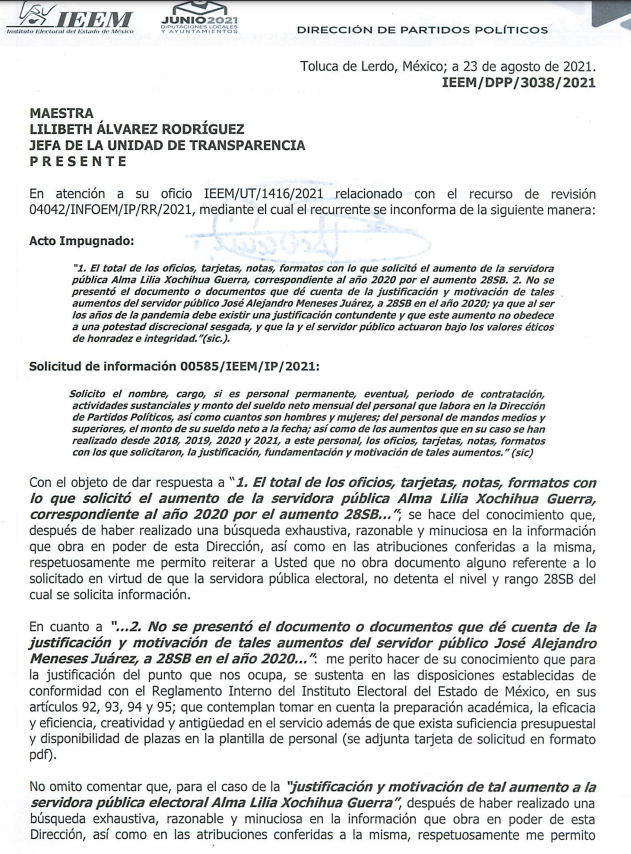 IEEM
Instituto Electoral del Estado de México
JUNIO2021
DIPUTACIONES LOCALES
Y AYUNTAMIENTOS
DIRECCIÓN DE PARTIDOS POLÍTICOS
Toluca de Lerdo, México; a 23 de agosto de 2021.
IEEM/DPP/3038/2021
MAESTRA
LILIBETH ÁLVAREZ RODRÍGUEZ
JEFA DE LA UNIDAD DE TRANSPARENCIA
P R E S E N T E
En atención a su oficio IEEM/UT/1416/2021 relacionado con el recurso de revisión
04042/INFOEM/IP/RR/2021, mediante el cual el recurrente se inconforma de la siguiente manera:
Acto Impugnado:
"1. El total de los oficios, tarjetas, notas, formatos con lo que solicitó el aumento de la servidora
pública Alma Lilia Xochihua Guerra, correspondiente al año 2020 por el aumento 28SB. 2. No se
presentó el documento o documentos que dé cuenta de la justificación y motivación de tales
aumentos del servidor público José Alejandro Meneses Juárez, a 28SB en el año 2020; ya que al ser
los años de la pandemia debe existir una justificación contundente y que este aumento no obedece
a una potestad discrecional sesgada, y que la y el servidor público actuaron bajo los valores éticos
de honradez e integridad."(sic.).
Solicitud de información 00585/IEEM/IP/2021:
Solicito el nombre, cargo, si es personal permanente, eventual, periodo de contratación,
actividades sustanciales y monto del sueldo neto mensual del personal que labora en la Dirección
de Partidos Políticos, así como cuantos son hombres y mujeres; del personal de mandos medios y
superiores, el monto de su sueldo neto a la fecha; así como de los aumentos que en su caso se han
realizado desde 2018, 2019, 2020 y 2021, a este personal, los oficios, tarjetas, notas, formatos
con los que solicitaron, la justificación, fundamentación y motivación de tales aumentos." (sic)
Con el objeto de dar respuesta a "1. El total de los oficios, tarjetas, notas, formatos con
lo que solicitó el aumento de la servidora pública Alma Lilia Xochihua Guerra,
correspondiente al año 2020 por el aumento 28SB..."; se hace del conocimiento que,
después de haber realizado una búsqueda exhaustiva, razonable y minuciosa en la información
que obra en poder de esta Dirección, así como en las atribuciones conferidas a la misma,
respetuosamente me permito reiterar a Usted que no obra documento alguno referente a lo
solicitado en virtud de que la servidora pública electoral, no detenta el nivel y rango 28SB del
cual se solicita información.
En cuanto a "...2. No se presentó el documento o documentos que dé cuenta de la
justificación y motivación de tales aumentos del servidor público José Alejandro
Meneses Juárez, a 28SB en el año 2020...": me perito hacer de su conocimiento que para
la justificación del punto que nos ocupa, se sustenta en las disposiciones establecidas de
conformidad con el Reglamento Interno del Instituto Electoral del Estado de México, en sus
artículos 92, 93, 94 y 95; que contemplan tomar en cuenta la preparación académica, la eficacia
y eficiencia, creatividad y antigüedad en el servicio además de que exista suficiencia presupuestal
y disponibilidad de plazas en la plantilla de personal (se adjunta tarjeta de solicitud en formato
pdf).
No omito comentar que, para el caso de la "justificación y motivación de tal aumento a la
servidora pública electoral Alma Lilia Xochihua Guerra", después de haber realizado una
búsqueda exhaustiva, razonable y minuciosa en la información que obra en poder de esta
Dirección, así como en las atribuciones conferidas a la misma, respetuosamente me permito